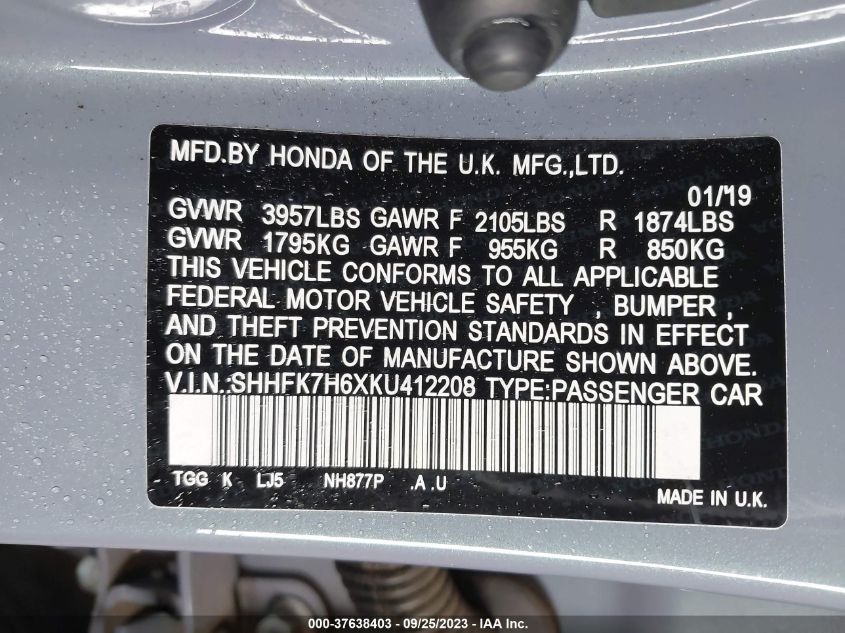 MFD.BY HONDA OF THE U.K. MFG.,LTD.
01/19
GVWR 3957LBS GAWR F 2105LBS R 1874LBS
GVWR 1795KG GAWR F 955KG R 850KG
THIS VEHICLE CONFORMS TO ALL APPLICABLE
FEDERAL MOTOR VEHICLE SAFETY , BUMPER ,
AND THEFT PREVENTION STANDARDS IN EFFECT
ON THE DATE OF MANUFACTURE SHOWN ABOVE.
V.I.N.:SHHFK7H6XKU412208 TYPE:PASSENGER CAR
TGG K LJ5 NH877P .A .U
MADE IN U.K.
000-37638403 - 09/25/2023 - IAA Inc.